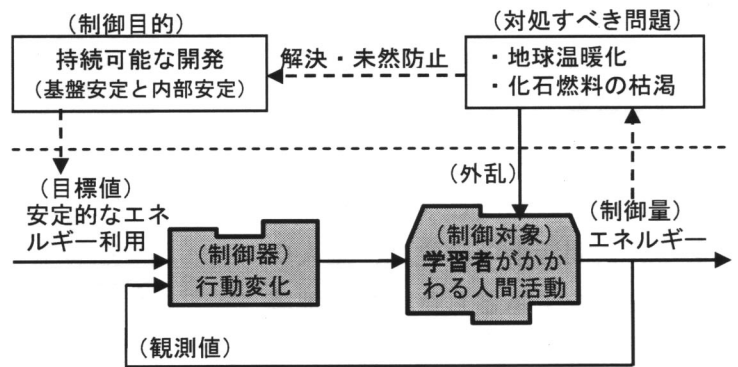 (制御目的)
持続可能な開発
(基盤安定と内部安定)
解決・未然防止
(対処すべき問題)
・地球温暖化
・化石燃料の枯渇
(目標値)
安定的なエネ
ルギー利用
(制御器)
行動変化
(外乱)
(制御対象)
学習者がかか
わる人間活動
(制御量)
エネルギー
(観測値)